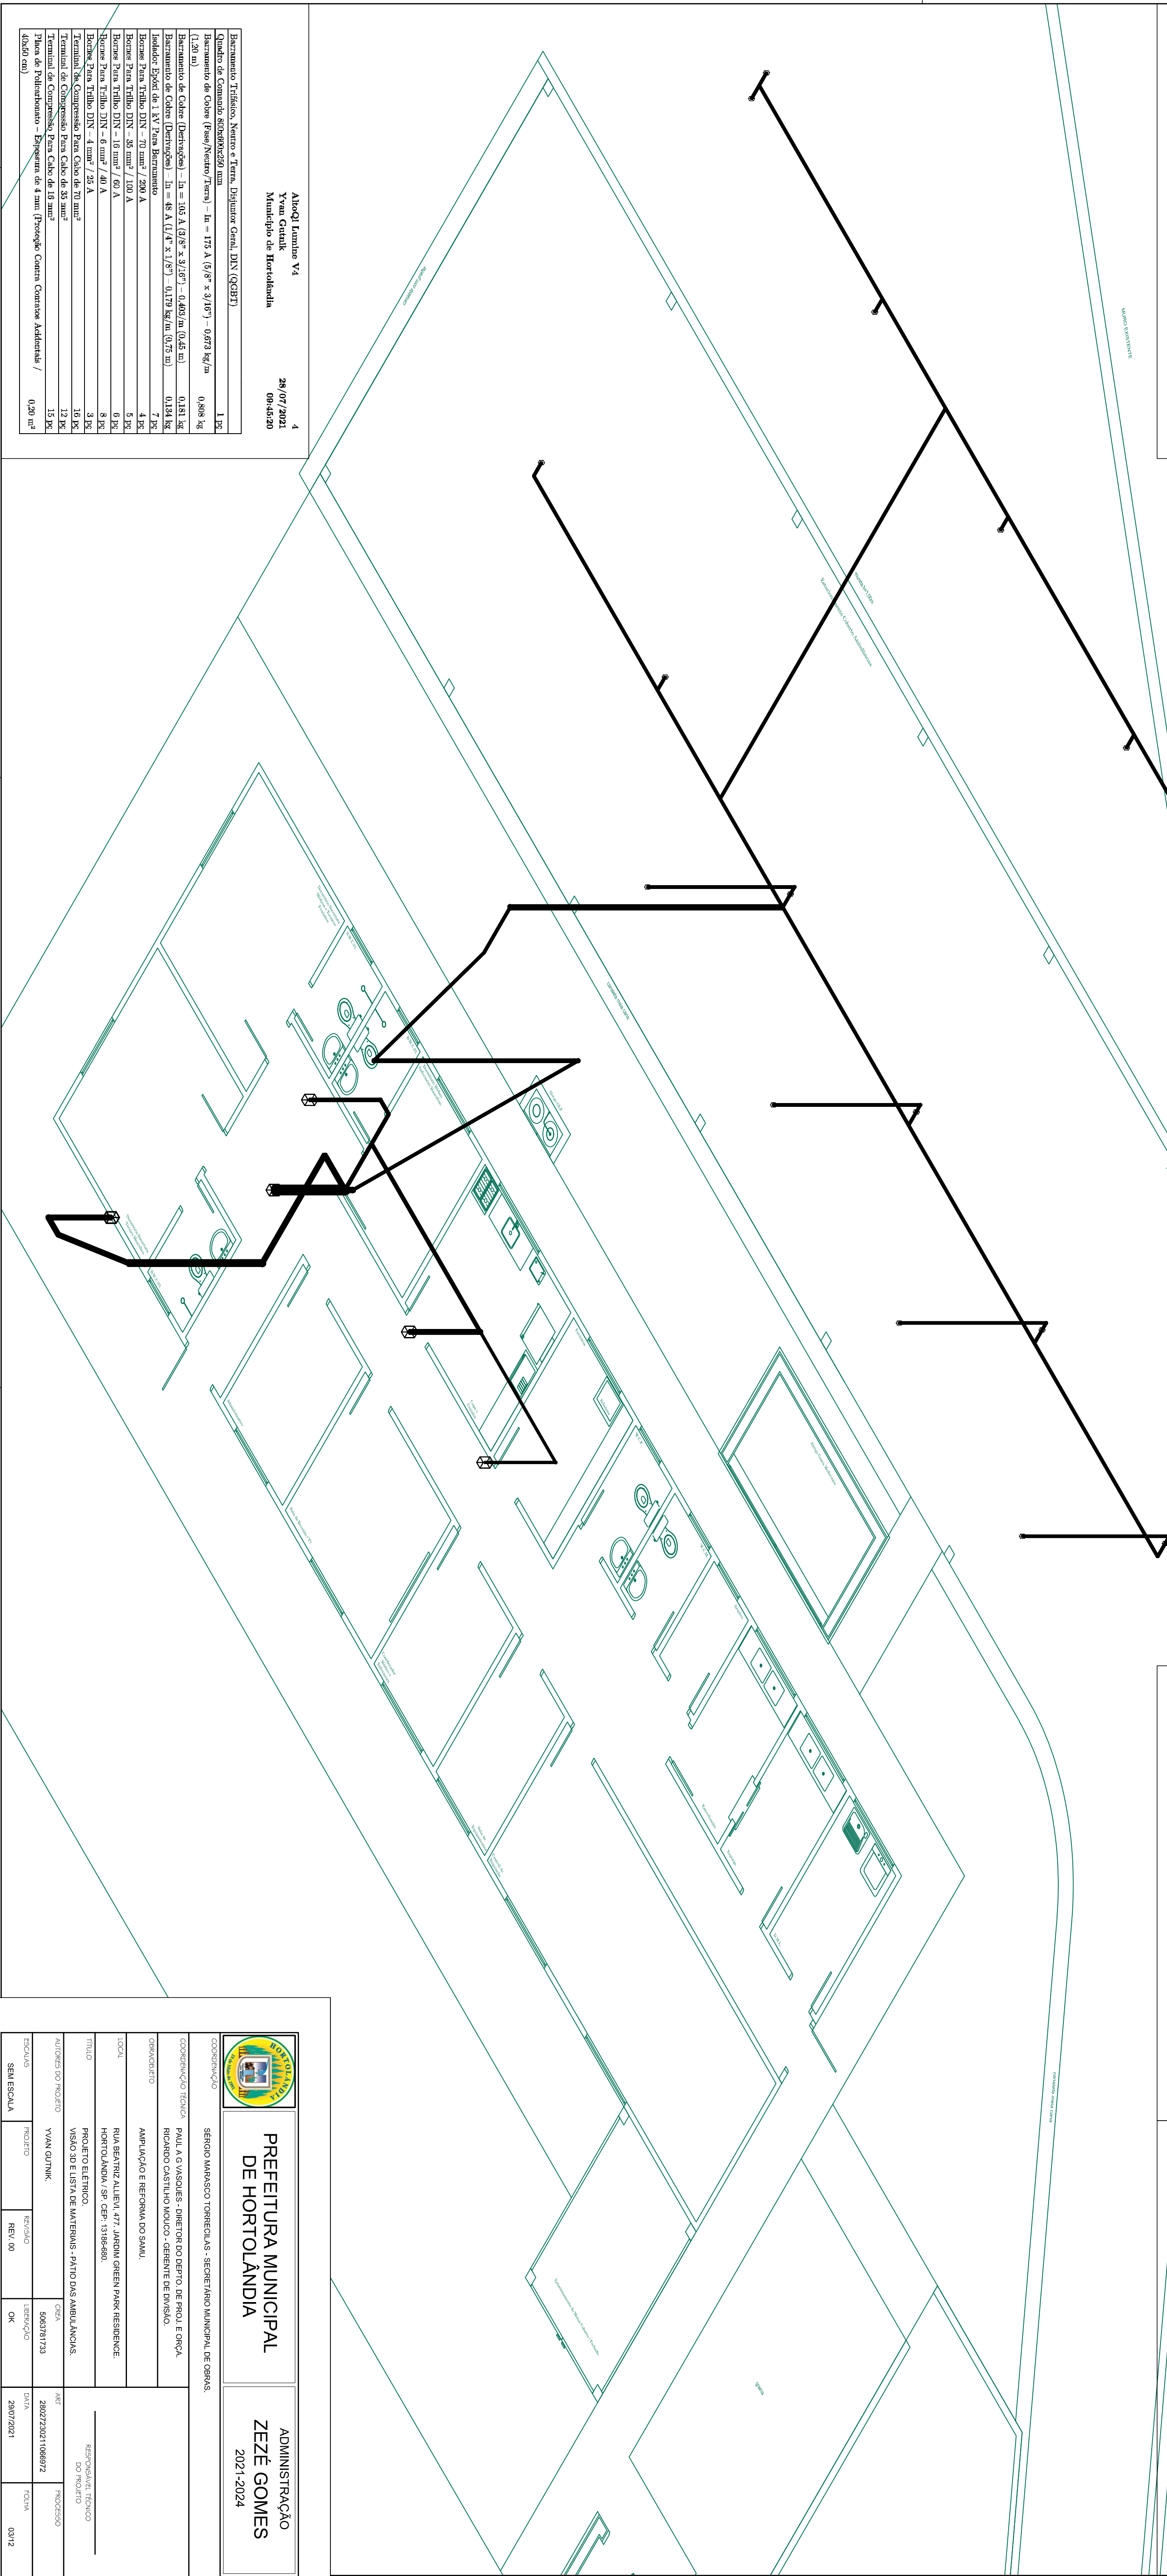 AltoQI Lumine V4
Yvan Gutnik
Município de Hortolândia
4
28/07/2021
09:45:20
Barramento Trifásico, Neutro e Terra, Disjuntor Geral, DIN (QGBT)
Quadro de Comando 800x600x250 mm 1 pç
Barramento de Cobre (Fase/Neutro/Terra) – In = 175 A (5/8" x 3/16") – 0,673 kg/m
(1,20 m) 0,808 kg
Barramento de Cobre (Derivações) – In = 105 A (3/8" x 3/16") – 0,403/m (0,45 m) 0,181 kg
Barramento de Cobre (Derivações) – In = 48 A (1/4" x 1/8") – 0,179 kg/m (0,75 m) 0,134 kg
Isolador Epóxi de 1 kV Para Barramento 7 pç
Bornes Para Trilho DIN – 70 mm² / 200 A 4 pç
Bornes Para Trilho DIN – 35 mm² / 100 A 5 pç
Bornes Para Trilho DIN – 16 mm² / 60 A 6 pç
Bornes Para Trilho DIN – 6 mm² / 40 A 8 pç
Bornes Para Trilho DIN – 4 mm² / 25 A 3 pç
Terminal de Compressão Para Cabo de 70 mm² 16 pç
Terminal de Compressão Para Cabo de 35 mm² 12 pç
Terminal de Compressão Para Cabo de 16 mm² 15 pç
Placa de Policarbonato – Espessura de 4 mm (Proteção Contra Contatos Acidentais /
40x50 cm) 0,20 m²
MURO EXISTENTE
HORTOLÂNDIA
PREFEITURA MUNICIPAL
DE HORTOLÂNDIA
ADMINISTRAÇÃO
ZEZÉ GOMES
2021-2024
COORDENAÇÃO
SÉRGIO MARASCO TORRECILAS - SECRETÁRIO MUNICIPAL DE OBRAS.
COORDENAÇÃO TÉCNICA
PAUL A G VASQUES - DIRETOR DO DEPTO. DE PROJ. E ORÇA.
RICARDO CASTILHO MOUCO - GERENTE DE DIVISÃO.
OBRA/OBJETO
AMPLIAÇÃO E REFORMA DO SAMU.
LOCAL
RUA BEATRIZ ALLIEVI, 477. JARDIM GREEN PARK RESIDENCE.
HORTOLÂNDIA / SP. CEP: 13186-680.
TÍTULO
PROJETO ELÉTRICO.
VISÃO 3D E LISTA DE MATERIAIS - PÁTIO DAS AMBULÂNCIAS.
RESPONSÁVEL TÉCNICO
DO PROJETO
AUTORES DO PROJETO
YVAN GUTNIK.
CREA
5063781733
ART
28027230211066972
PROCESSO
ESCALAS
SEM ESCALA
PROJETO
REVISÃO
REV. 00
LIBERAÇÃO
OK
DATA
29/07/2021
FOLHA
03/12